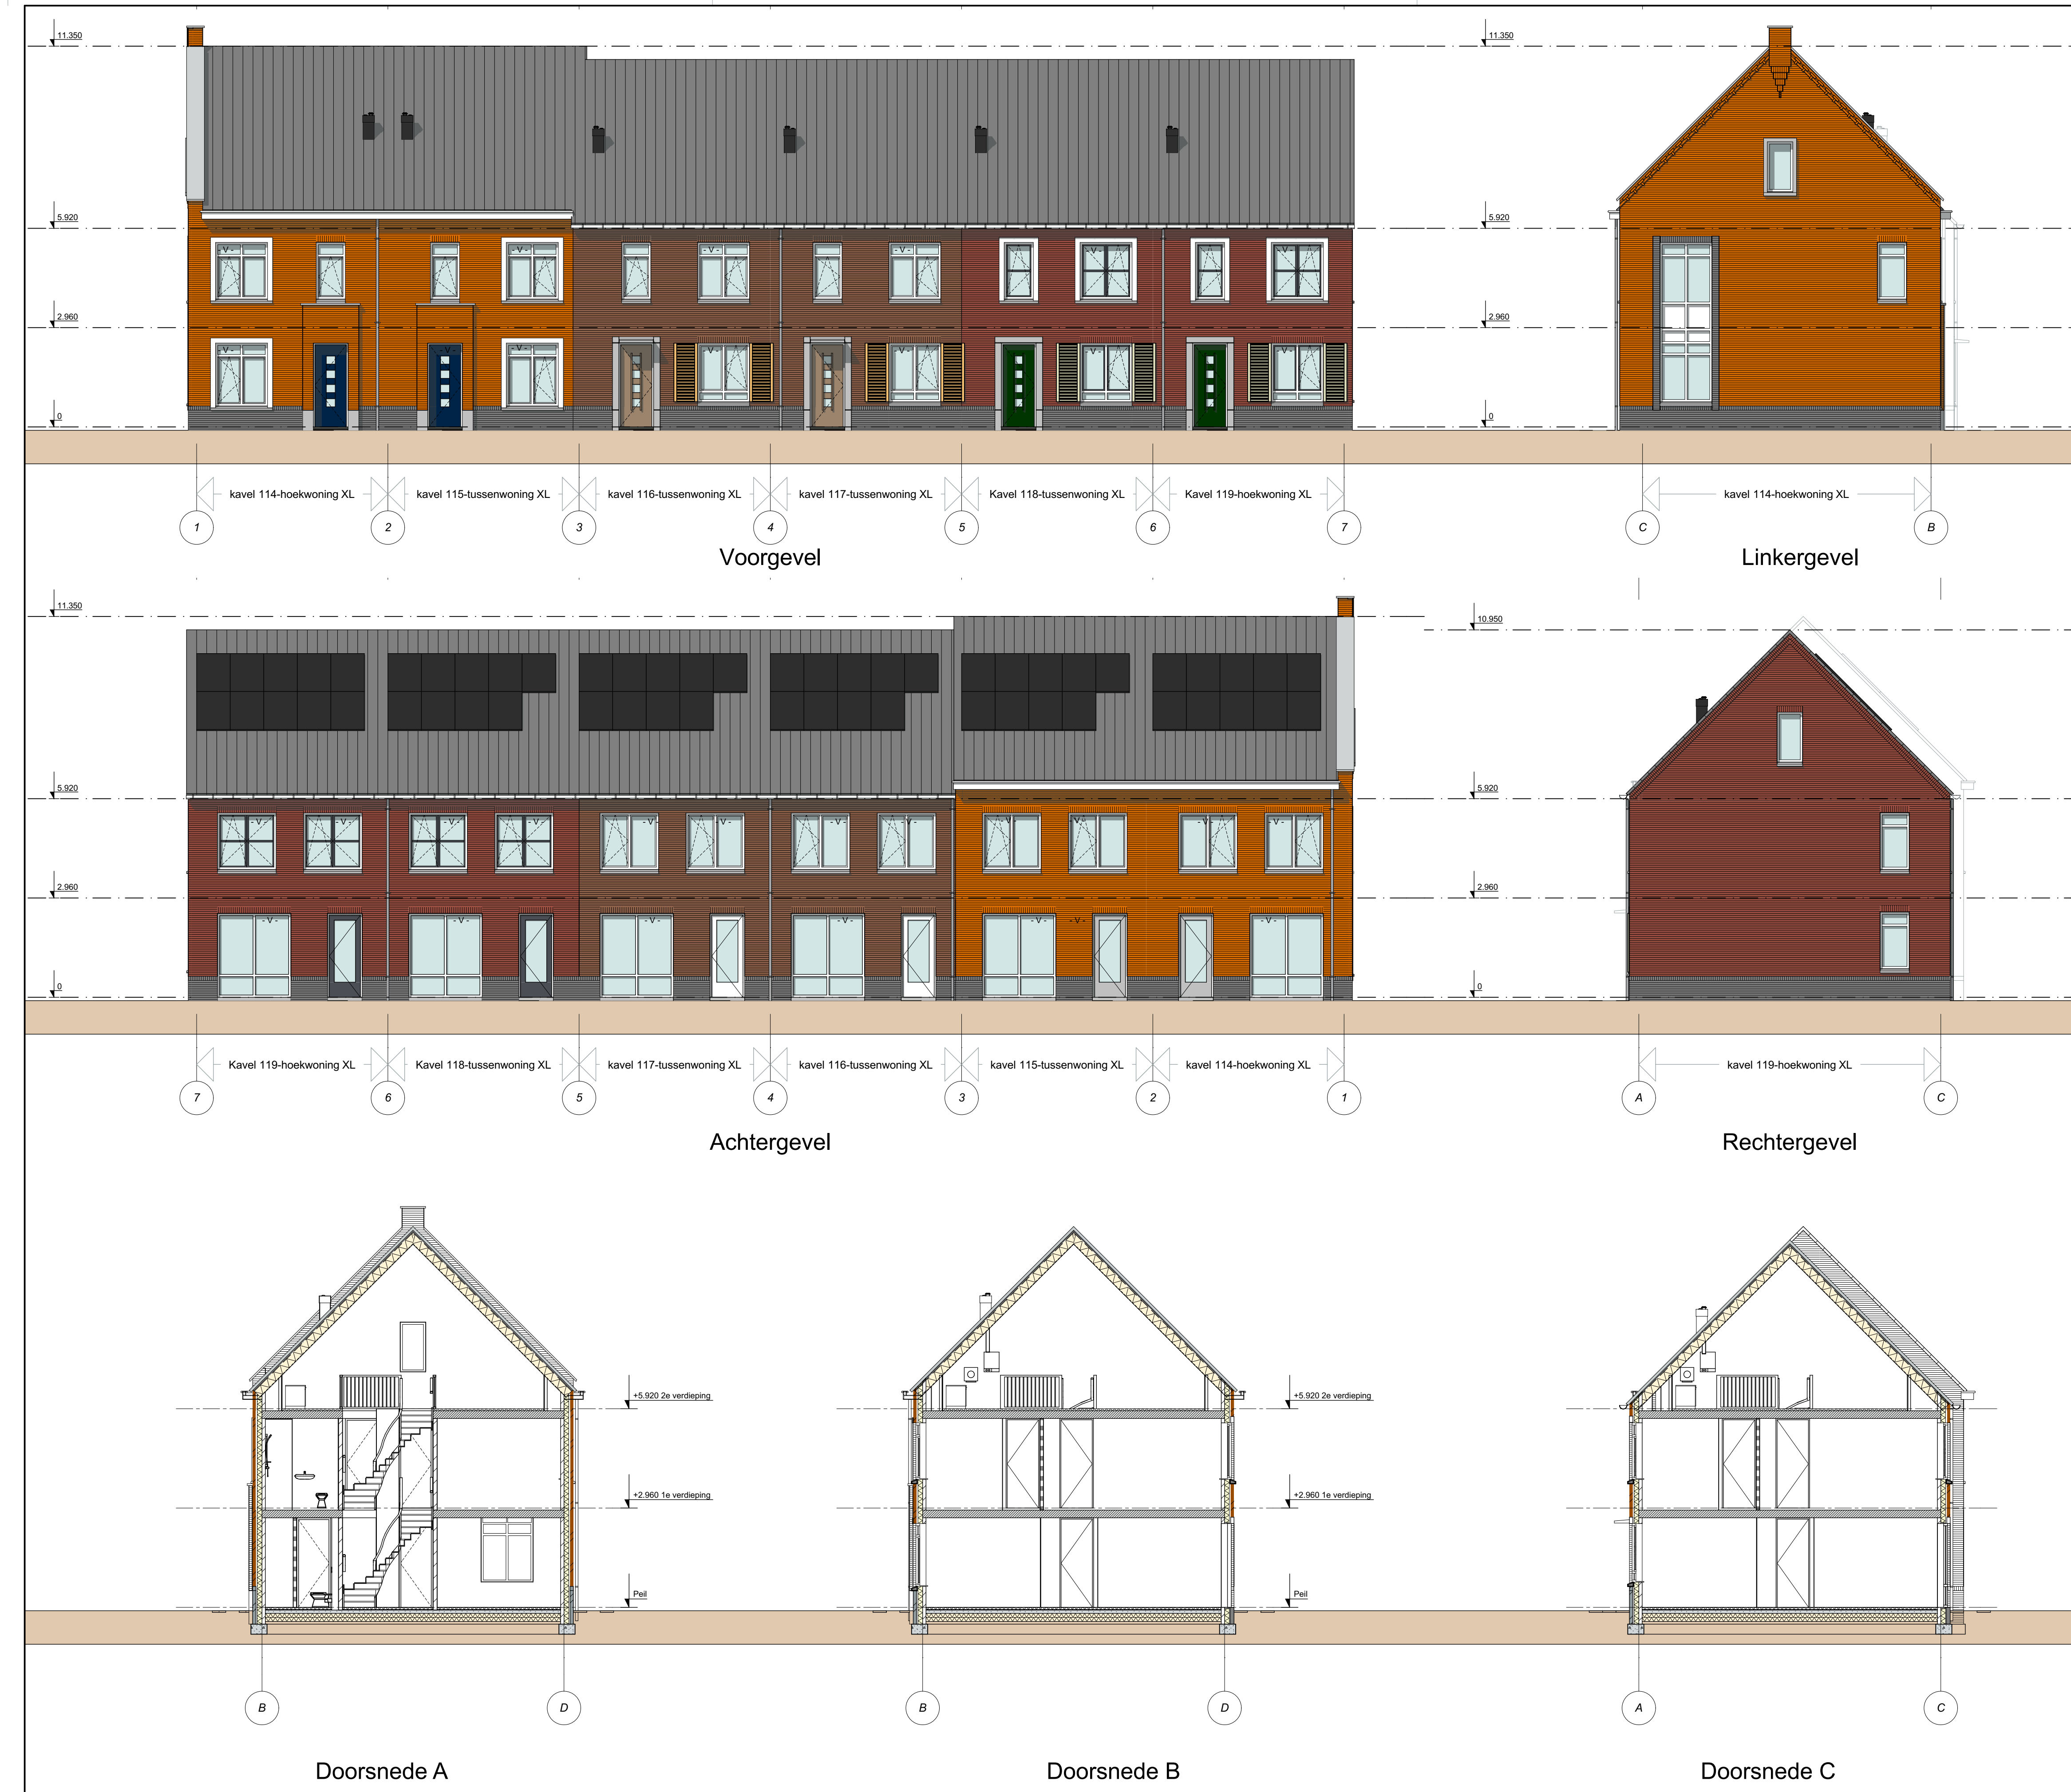 11.350
11.350
5.920
5.920
- V -
- V -
- V -
- V -
- V -
- V -
2.960
2.960
- V -
- V -
- V -
- V -
- V -
- V -
0
0
kavel 114-hoekwoning XL
kavel 115-tussenwoning XL
kavel 116-tussenwoning XL
kavel 117-tussenwoning XL
Kavel 118-tussenwoning XL
Kavel 119-hoekwoning XL
kavel 114-hoekwoning XL
1
2
3
4
5
6
7
C
B
Voorgevel
Linkergevel
11.350
10.950
5.920
5.920
- V -
- V -
- V -
- V -
- V -
- V -
- V -
- V -
- V -
- V -
- V -
- V -
2.960
2.960
- V -
- V -
- V -
- V -
- V -
- V -
- V -
0
0
Kavel 119-hoekwoning XL
Kavel 118-tussenwoning XL
kavel 117-tussenwoning XL
kavel 116-tussenwoning XL
kavel 115-tussenwoning XL
kavel 114-hoekwoning XL
kavel 119-hoekwoning XL
7
6
5
4
3
2
1
A
C
Achtergevel
Rechtergevel
+5.920 2e verdieping
+5.920 2e verdieping
+2.960 1e verdieping
+2.960 1e verdieping
Peil
Peil
B
D
B
D
A
C
Doorsnede A
Doorsnede B
Doorsnede C